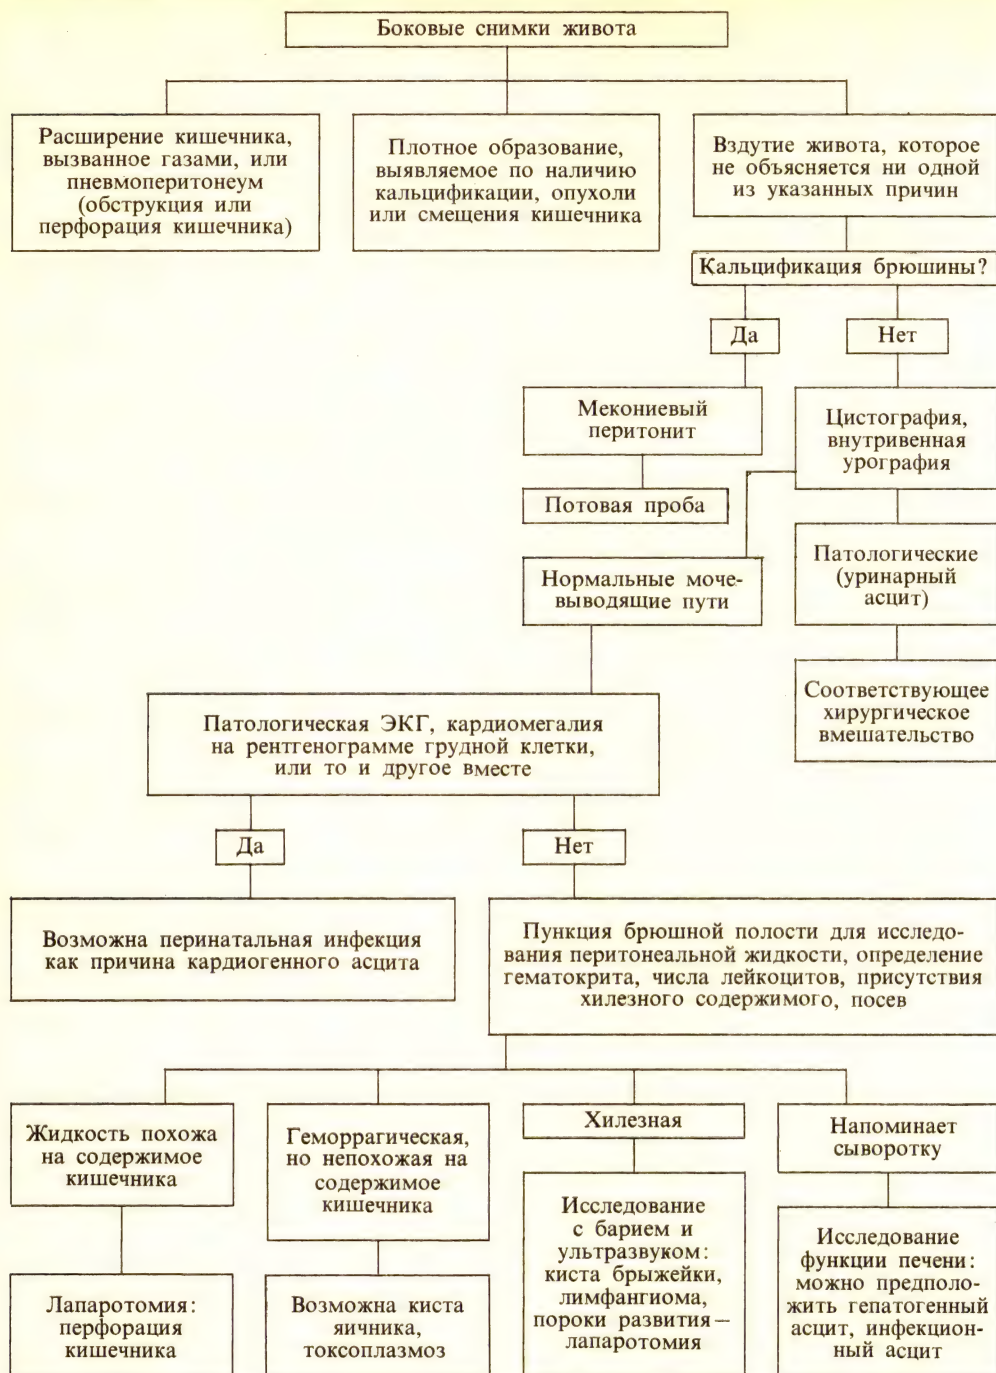 Боковые снимки живота
Расширение кишечника,
вызванное газами, или
пневмоперитонеум
(обструкция или
перфорация кишечника)
Плотное образование,
выявляемое по наличию
кальцификации, опухоли
или смещения кишечника
Вздутие живота, которое
не объясняется ни одной
из указанных причин
Кальцификация брюшины?
Да
Нет
Мекониевый
перитонит
Потовая проба
Цистография,
внутривенная
урография
Нормальные моче-
выводящие пути
Патологические
(уринарный
асцит)
Соответствующее
хирургическое
вмешательство
Патологическая ЭКГ, кардиомегалия
на рентгенограмме грудной клетки,
или то и другое вместе
Да
Нет
Возможна перинатальная инфекция
как причина кардиогенного асцита
Пункция брюшной полости для исследо-
вания перитонеальной жидкости, определение
гематокрита, числа лейкоцитов, присутствия
хилезного содержимого, посев
Жидкость похожа
на содержимое
кишечника
Лапаротомия:
перфорация
кишечника
Геморрагическая,
но непохожая на
содержимое
кишечника
Возможна киста
яичника,
токсоплазмоз
Хилезная
Исследование
с барием и
ультразвуком:
киста брыжейки,
лимфангиома,
пороки развития—
лапаротомия
Напоминает
сыворотку
Исследование
функции печени:
можно предполо-
жить гепатогенный
асцит, инфекцион-
ный асцит